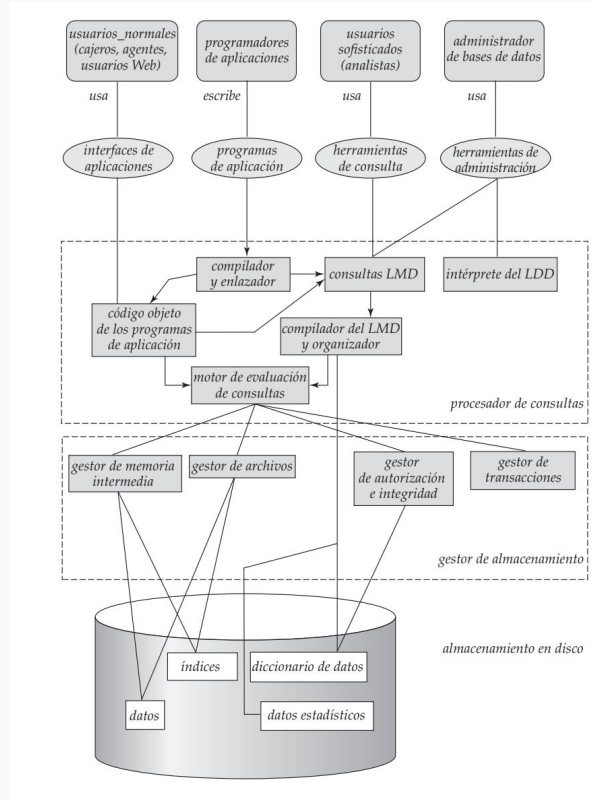 usuarios_normales
(cajeros, agentes,
usuarios Web)
programadores
de aplicaciones
usuarios
sofisticados
(analistas)
administrador
de bases de datos
usa
escribe
usa
usa
interfaces de
aplicaciones
programas
de aplicación
herramientas
de consulta
herramientas de
administración
compilador
y enlazador
consultas LMD
intérprete del LDD
código objeto
de los programas
de aplicación
compilador del LMD
y organizador
motor de evaluación
de consultas
procesador de consultas
gestor de memoria
intermedia
gestor de archivos
gestor
de autorización
e integridad
gestor de
transacciones
gestor de almacenamiento
almacenamiento en disco
índices
diccionario de datos
datos
datos estadísticos